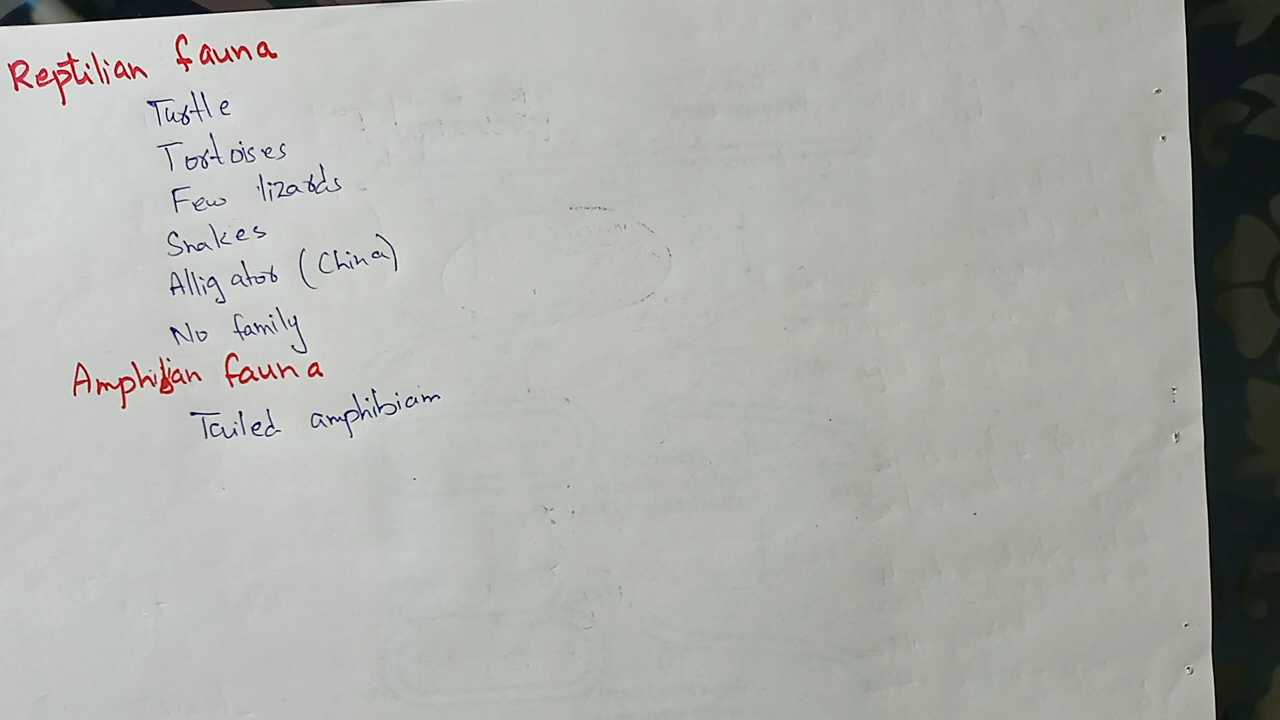 Reptilian fauna
Turtle
Tortoises
Few lizards
Snakes
Alligator (China)
No family
Amphibian fauna
Tailed amphibiam